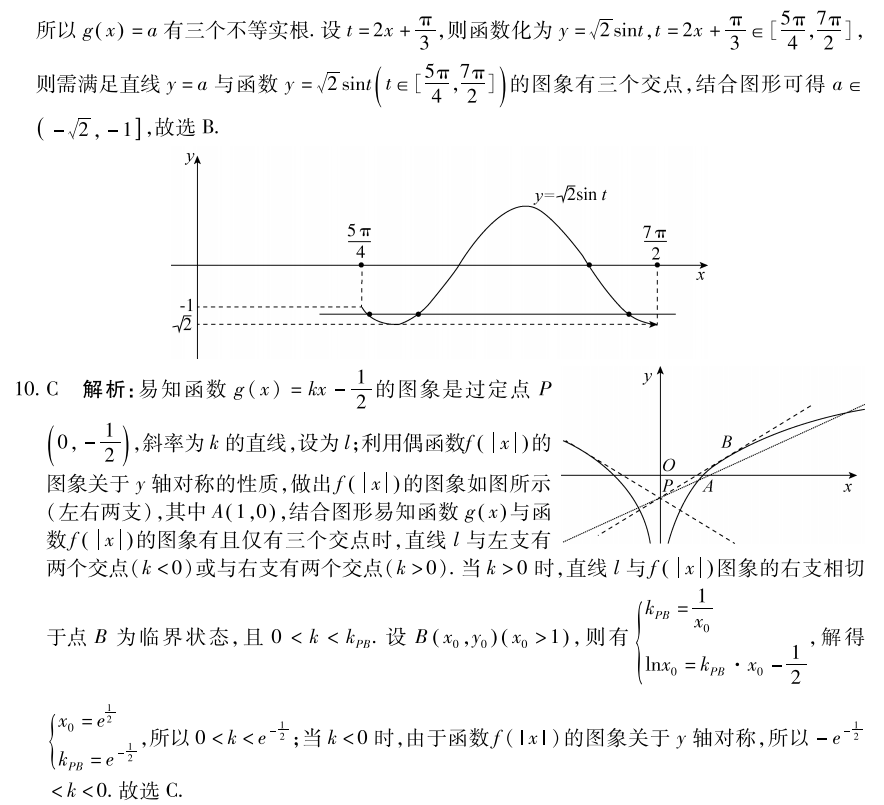 所以 g(x) = a 有三个不等实根. 设 t = 2x + π/3 ,则函数化为 y = √2 sint, t = 2x + π/3 ∈ [5π/4, 7π/2],
则需满足直线 y = a 与函数 y = √2 sint(t ∈ [5π/4, 7π/2])的图象有三个交点,结合图形可得 a ∈
( -√2, -1],故选 B.
y
y=√2sin t
5π/4
7π/2
x
-1
-√2
10. C 解析:易知函数 g(x) = kx - 1/2 的图象是过定点 P
(0, -1/2),斜率为 k 的直线,设为 l;利用偶函数f(|x|)的
图象关于 y 轴对称的性质,做出f(|x|)的图象如图所示
(左右两支),其中 A(1,0),结合图形易知函数 g(x)与函
数f(|x|)的图象有且仅有三个交点时,直线 l 与左支有
y
B
O
P
A
x
两个交点(k<0)或与右支有两个交点(k>0). 当 k>0 时,直线 l 与f(|x|)图象的右支相切
于点 B 为临界状态,且 0 < k < k_PB. 设 B(x₀,y₀)(x₀>1),则有 { k_PB = 1/x₀ , lnx₀ = k_PB · x₀ - 1/2 ,解得
{ x₀ = e^(1/2) , k_PB = e^(-1/2) ,所以 0<k<e^(-1/2);当 k<0 时,由于函数f(|x|)的图象关于 y 轴对称,所以 -e^(-1/2)
<k<0. 故选 C.